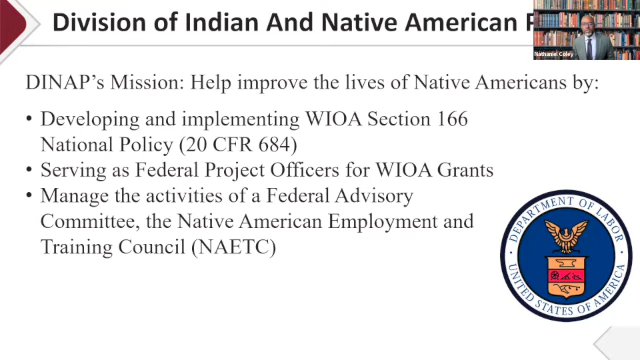 Division of Indian And Native American
Nathaniel Coley
DINAP's Mission: Help improve the lives of Native Americans by:
• Developing and implementing WIOA Section 166
National Policy (20 CFR 684)
• Serving as Federal Project Officers for WIOA Grants
• Manage the activities of a Federal Advisory
Committee, the Native American Employment and
Training Council (NAETC)
DEPARTMENT OF LABOR
UNITED STATES OF AMERICA